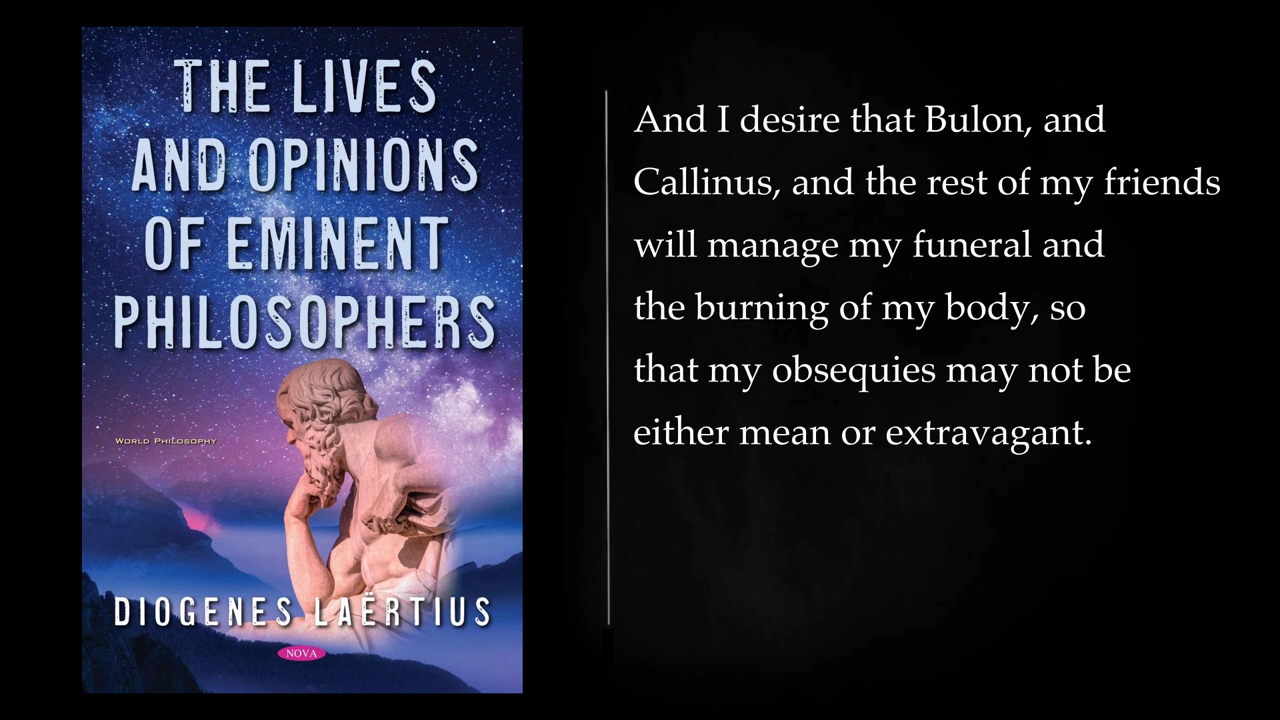 THE LIVES
AND OPINIONS
OF EMINENT
PHILOSOPHERS
WORLD PHILOSOPHY
DIOGENES LAËRTIUS
NOVA
And I desire that Bulon, and
Callinus, and the rest of my friends
will manage my funeral and
the burning of my body, so
that my obsequies may not be
either mean or extravagant.